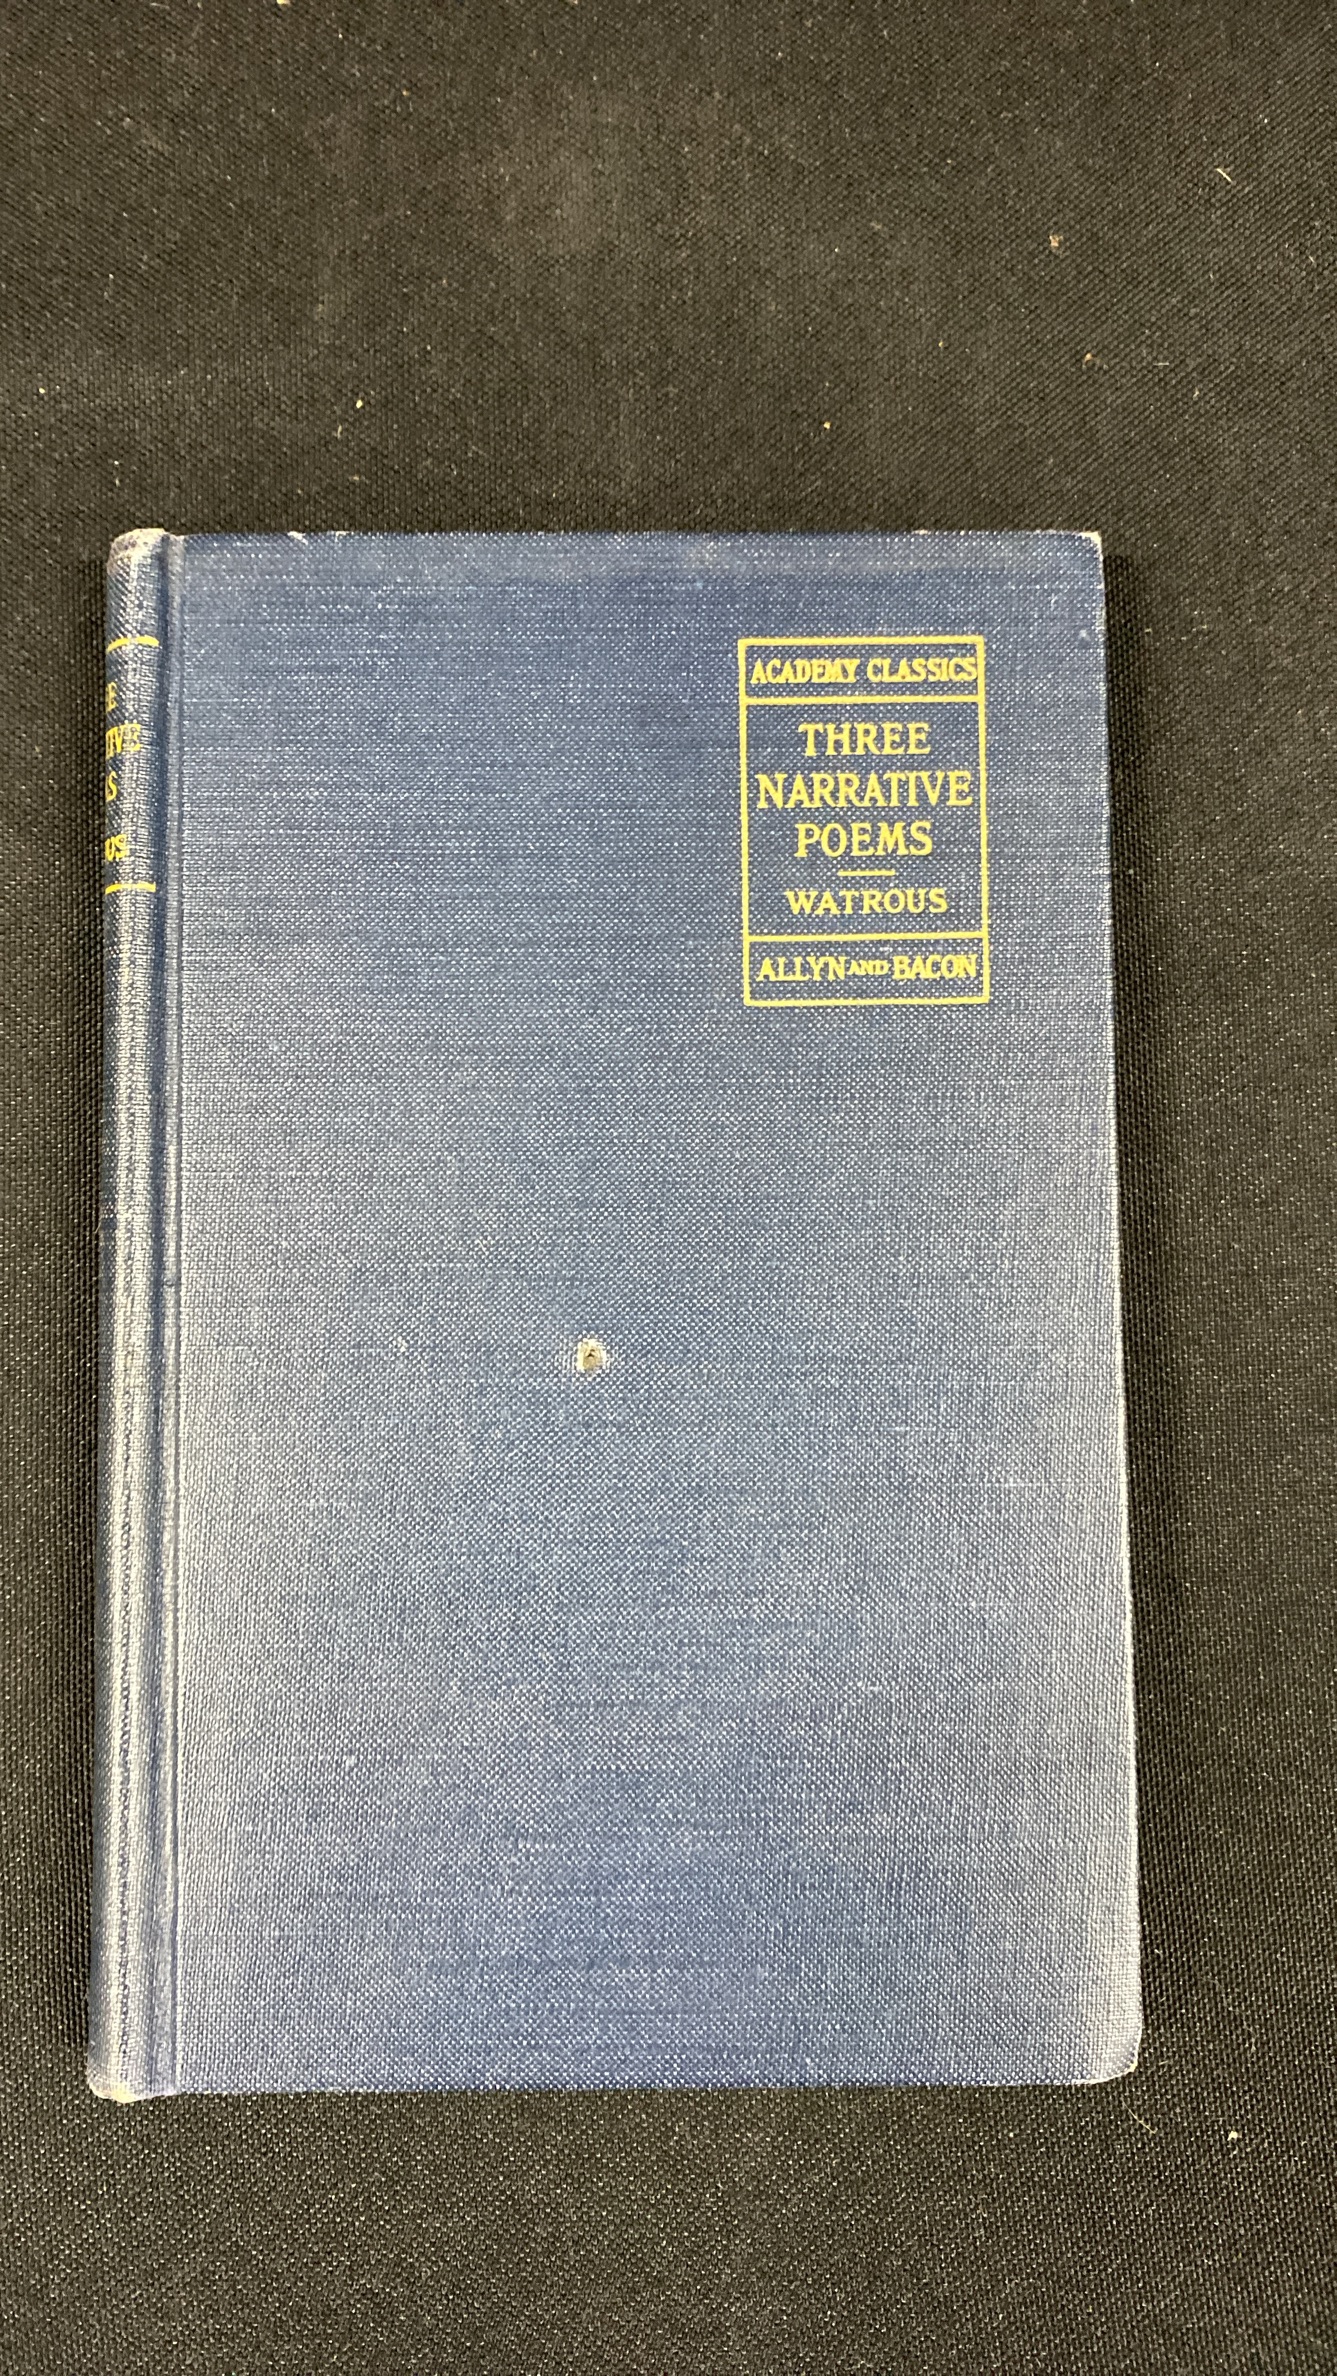 ACADEMY CLASSICS
THREE
NARRATIVE
POEMS
WATROUS
ALLYN AND BACON